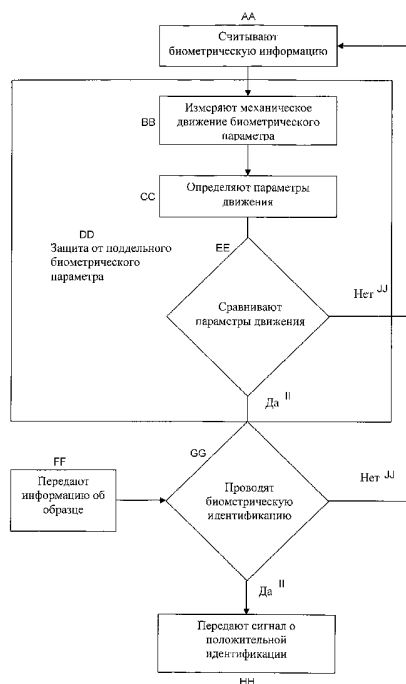 AA
Считывают
биометрическую информацию
Измеряют механическое
движение биометрического
параметра
BB
Определяют параметры
движения
CC
DD
Защита от поддельного
биометрического
параметра
EE
Сравнивают
параметры движения
Нет JJ
Да II
FF
Передают
информацию об
образце
GG
Проводят
биометрическую
идентификацию
Нет JJ
Да II
Передают сигнал о
положительной
идентификации
HH